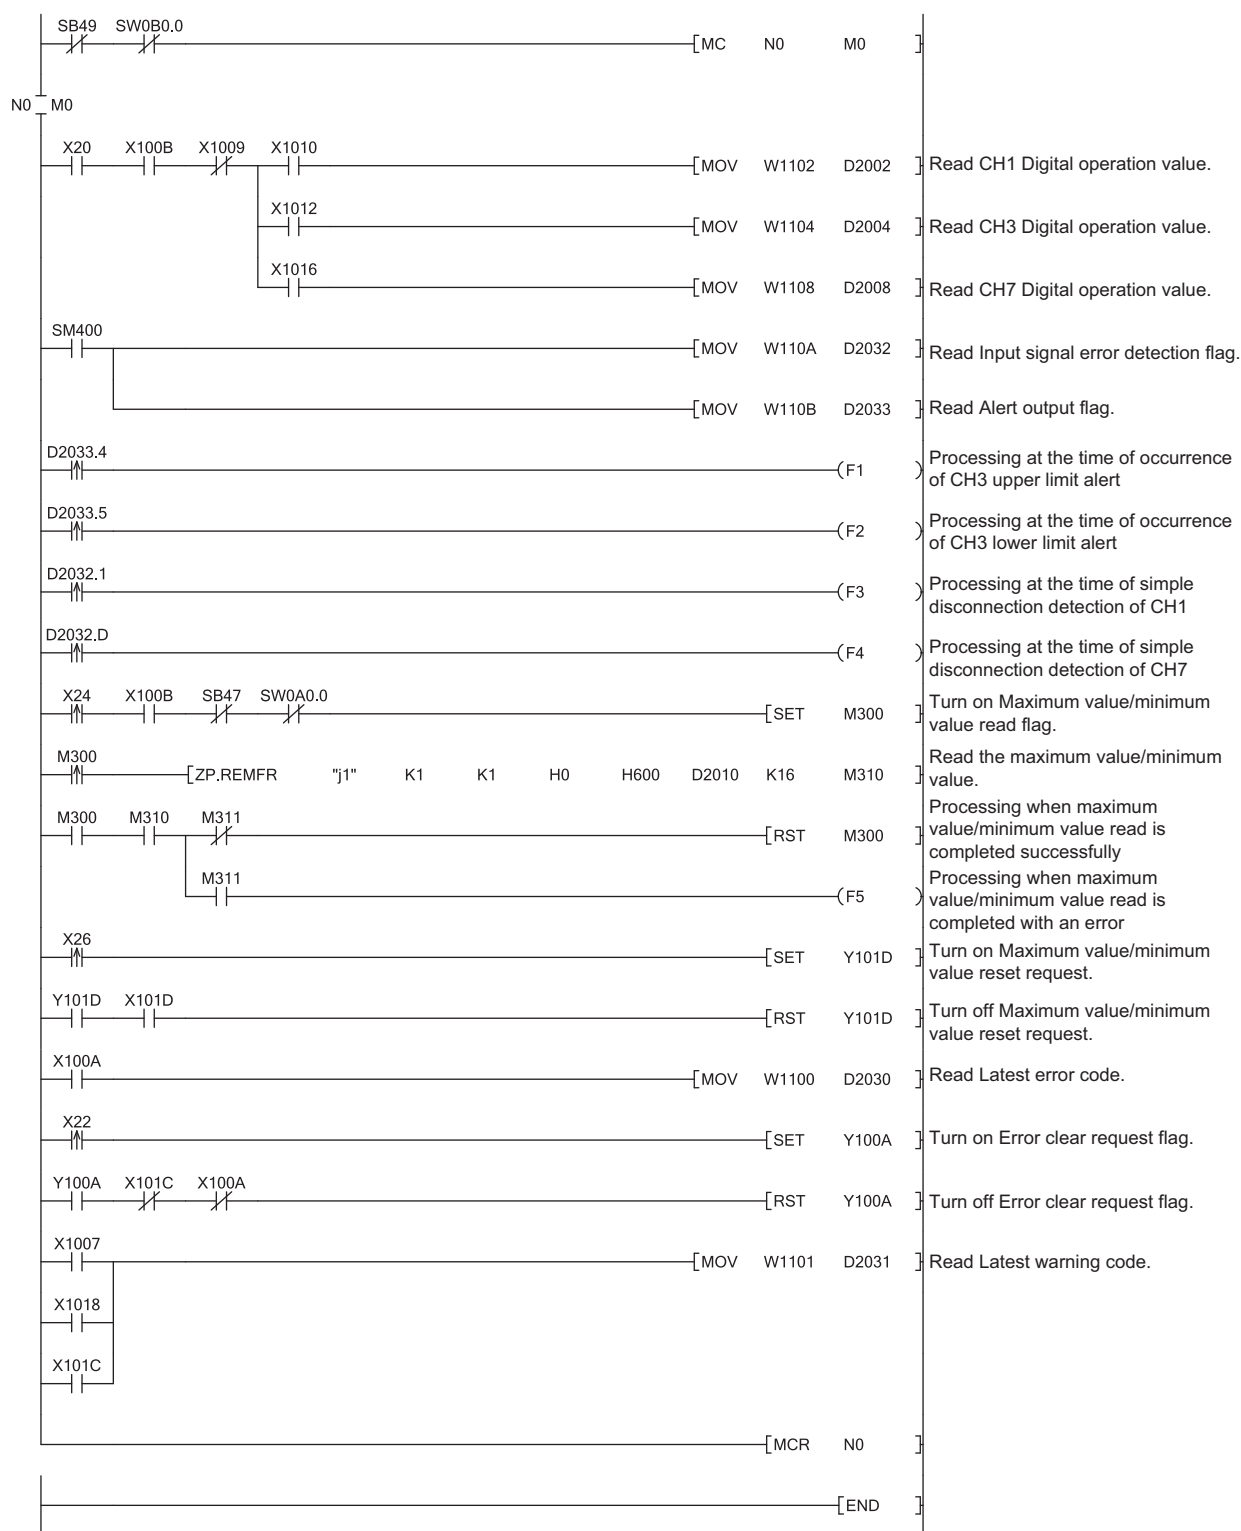 SB49 SW0B0.0
MC N0 M0
N0 M0
X20 X100B X1009 X1010
MOV W1102 D2002 Read CH1 Digital operation value.
X1012
MOV W1104 D2004 Read CH3 Digital operation value.
X1016
MOV W1108 D2008 Read CH7 Digital operation value.
SM400
MOV W110A D2032 Read Input signal error detection flag.
MOV W110B D2033 Read Alert output flag.
D2033.4
F1 Processing at the time of occurrence
of CH3 upper limit alert
D2033.5
F2 Processing at the time of occurrence
of CH3 lower limit alert
D2032.1
F3 Processing at the time of simple
disconnection detection of CH1
D2032.D
F4 Processing at the time of simple
disconnection detection of CH7
X24 X100B SB47 SW0A0.0
SET M300 Turn on Maximum value/minimum
value read flag.
M300
ZP.REMFR "j1" K1 K1 H0 H600 D2010 K16 M310 Read the maximum value/minimum
value.
M300 M310 M311
RST M300 Processing when maximum
value/minimum value read is
completed successfully
M311
F5 Processing when maximum
value/minimum value read is
completed with an error
X26
SET Y101D Turn on Maximum value/minimum
value reset request.
Y101D X101D
RST Y101D Turn off Maximum value/minimum
value reset request.
X100A
MOV W1100 D2030 Read Latest error code.
X22
SET Y100A Turn on Error clear request flag.
Y100A X101C X100A
RST Y100A Turn off Error clear request flag.
X1007
MOV W1101 D2031 Read Latest warning code.
X1018
X101C
MCR N0
END